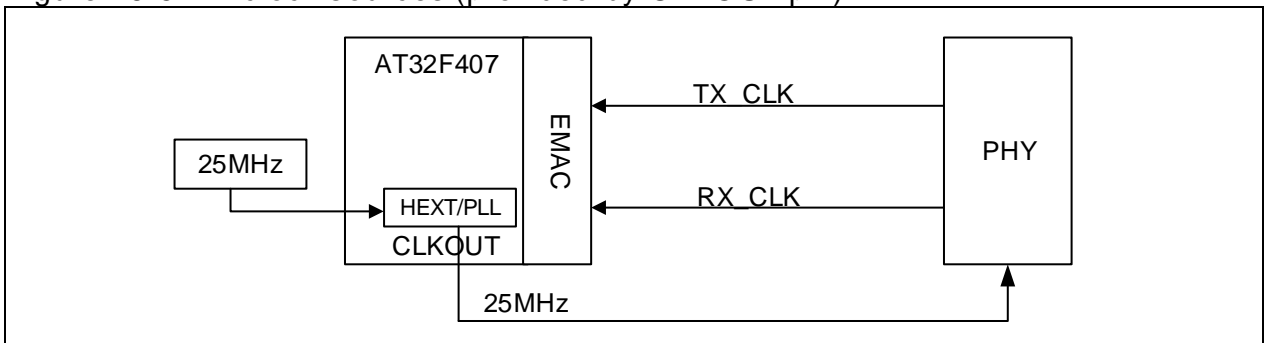 AT32F407
TX_CLK
EMAC
PHY
25MHz
RX_CLK
HEXT/PLL
CLKOUT
25MHz